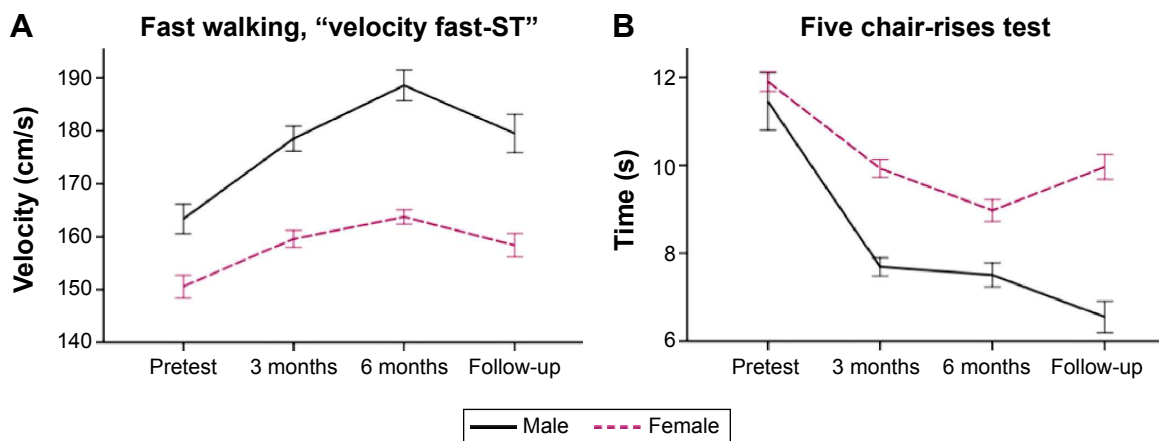 A Fast walking, “velocity fast-ST”
Velocity (cm/s)
190
180
170
163
160
150
140
Pretest 3 months 6 months Follow-up
B Five chair-rises test
Time (s)
12
10
8
6
Pretest 3 months 6 months Follow-up
Male Female